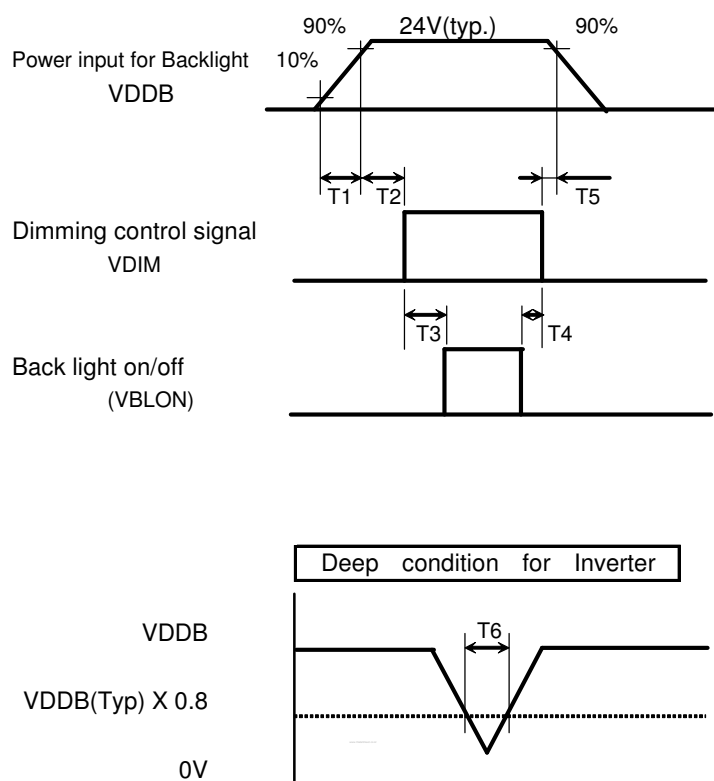 90%
24V(typ.)
90%
Power input for Backlight
10%
VDDB
T1
T2
T5
Dimming control signal
VDIM
T3
T4
Back light on/off
(VBLON)
Deep condition for Inverter
VDDB
T6
VDDB(Typ) X 0.8
0V